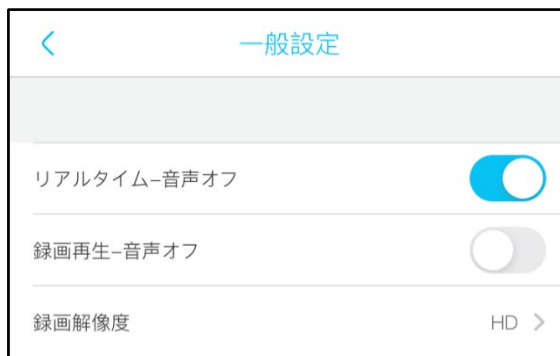 一般設定
リアルタイム–音声オフ
録画再生–音声オフ
録画解像度 HD